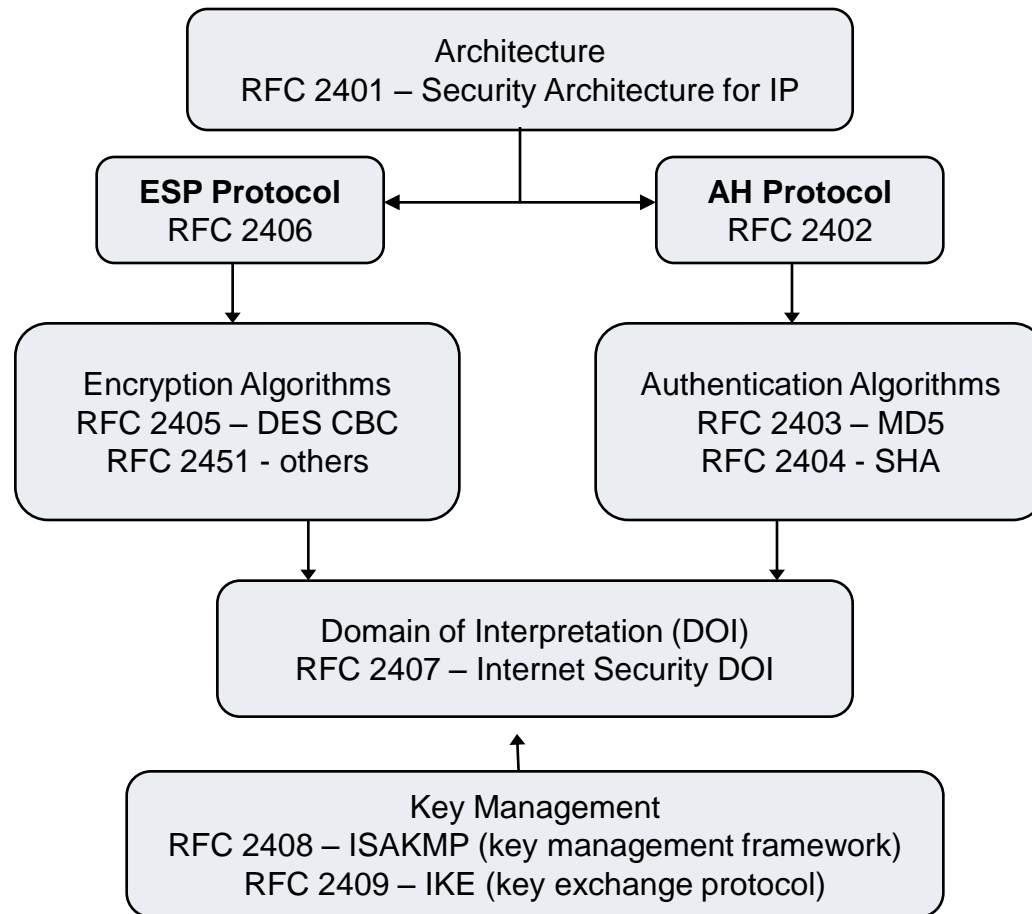 Architecture
RFC 2401 – Security Architecture for IP
ESP Protocol
RFC 2406
AH Protocol
RFC 2402
Encryption Algorithms
RFC 2405 – DES CBC
RFC 2451 - others
Authentication Algorithms
RFC 2403 – MD5
RFC 2404 - SHA
Domain of Interpretation (DOI)
RFC 2407 – Internet Security DOI
Key Management
RFC 2408 – ISAKMP (key management framework)
RFC 2409 – IKE (key exchange protocol)